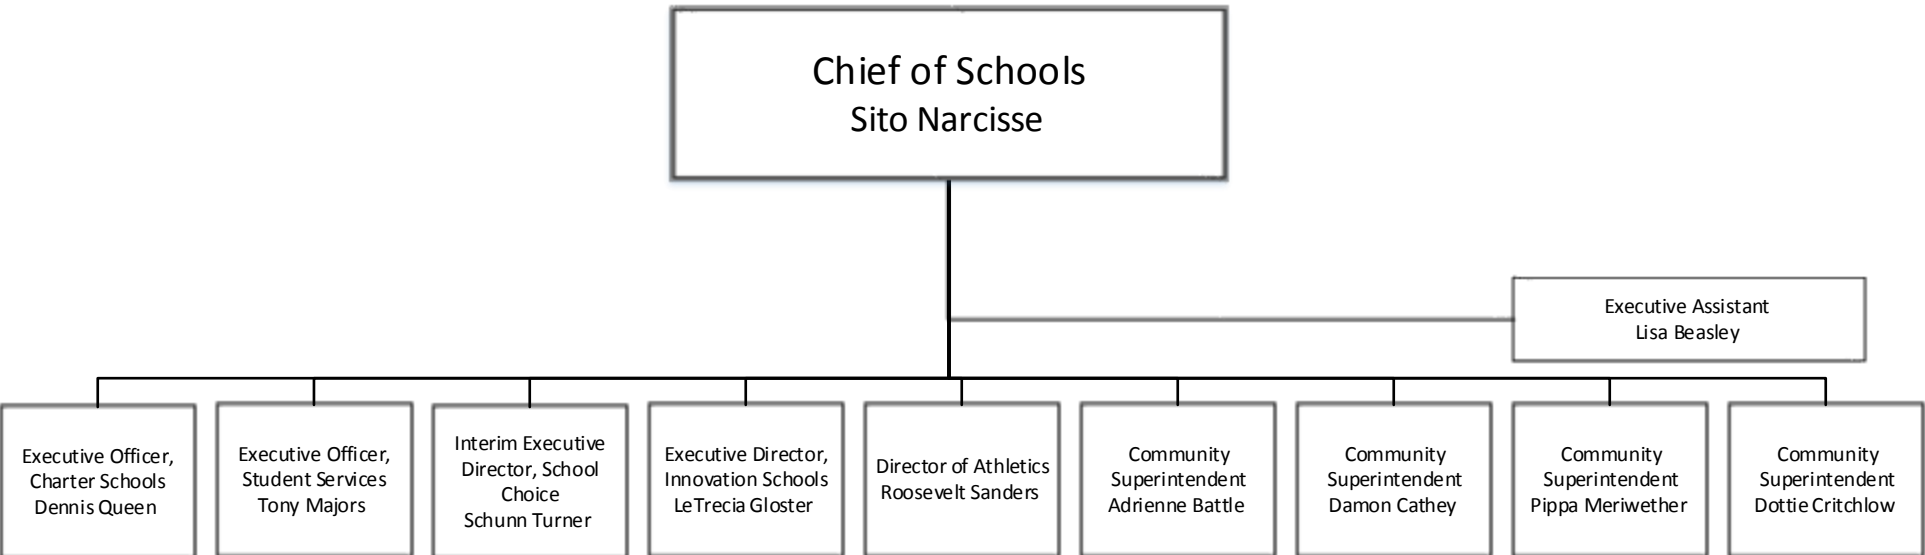 Chief of Schools
Sito Narcisse
Executive Assistant
Lisa Beasley
Executive Officer,
Charter Schools
Dennis Queen
Executive Officer,
Student Services
Tony Majors
Interim Executive
Director, School
Choice
Schunn Turner
Executive Director,
Innovation Schools
LeTrecia Gloster
Director of Athletics
Roosevelt Sanders
Community
Superintendent
Adrienne Battle
Community
Superintendent
Damon Cathey
Community
Superintendent
Pippa Meriwether
Community
Superintendent
Dottie Critchlow